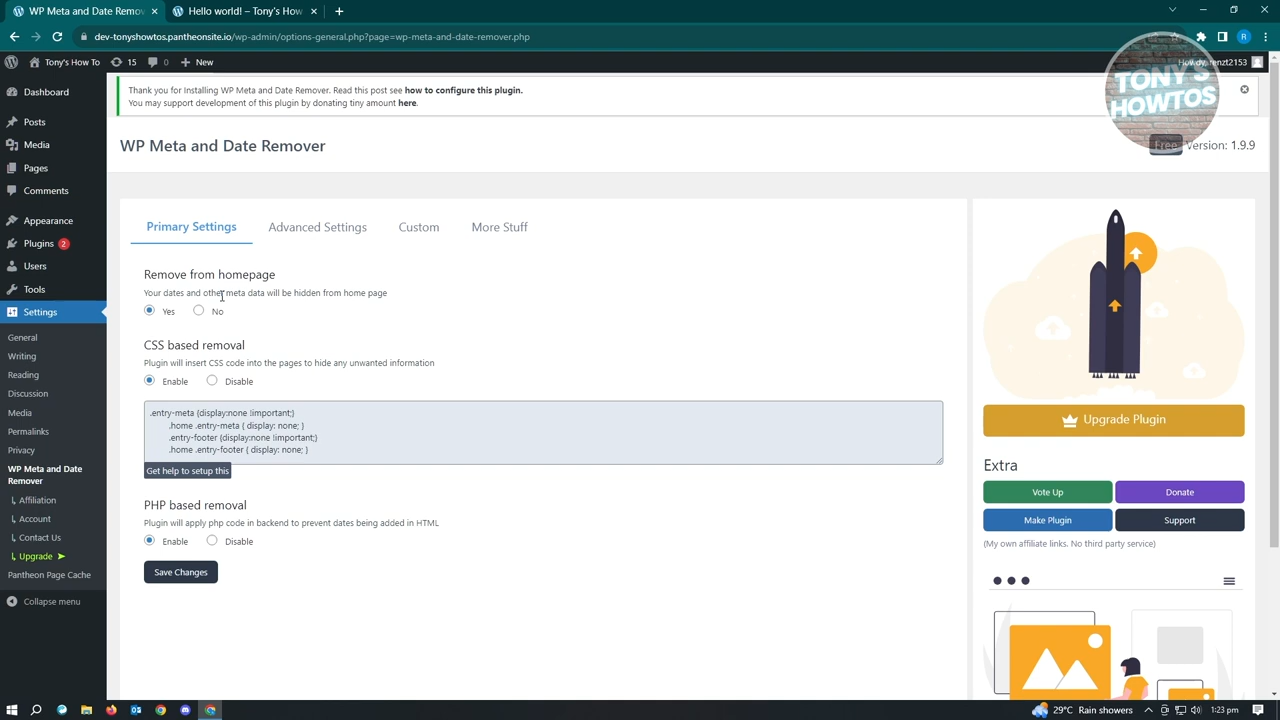 WP Meta and Date Remover ‹ Tony's
Hello world! – Tony's How To
dev-tonyshowtos.pantheonsite.io/wp-admin/options-general.php?page=wp-meta-and-date-remover.php
R
Tony's How To
15
0
New
Howdy, renzt2153
TONY'S
HOWTOS
Dashboard
Posts
Media
Pages
Comments
Appearance
Plugins 2
Users
Tools
Settings
General
Writing
Reading
Discussion
Media
Permalinks
Privacy
WP Meta and Date
Remover
↳ Affiliation
↳ Account
↳ Contact Us
↳ Upgrade ➤
Pantheon Page Cache
Collapse menu
Thank you for Installing WP Meta and Date Remover. Read this post see how to configure this plugin.
You may support development of this plugin by donating tiny amount here.
WP Meta and Date Remover
Free Version: 1.9.9
Primary Settings
Advanced Settings
Custom
More Stuff
Remove from homepage
Your dates and other meta data will be hidden from home page
Yes
No
CSS based removal
Plugin will insert CSS code into the pages to hide any unwanted information
Enable
Disable
.entry-meta {display:none !important;}
.home .entry-meta { display: none; }
.entry-footer {display:none !important;}
.home .entry-footer { display: none; }
Get help to setup this
PHP based removal
Plugin will apply php code in backend to prevent dates being added in HTML
Enable
Disable
Save Changes
Upgrade Plugin
Extra
Vote Up
Donate
Make Plugin
Support
(My own affiliate links. No third party service)
29°C Rain showers
1:23 pm